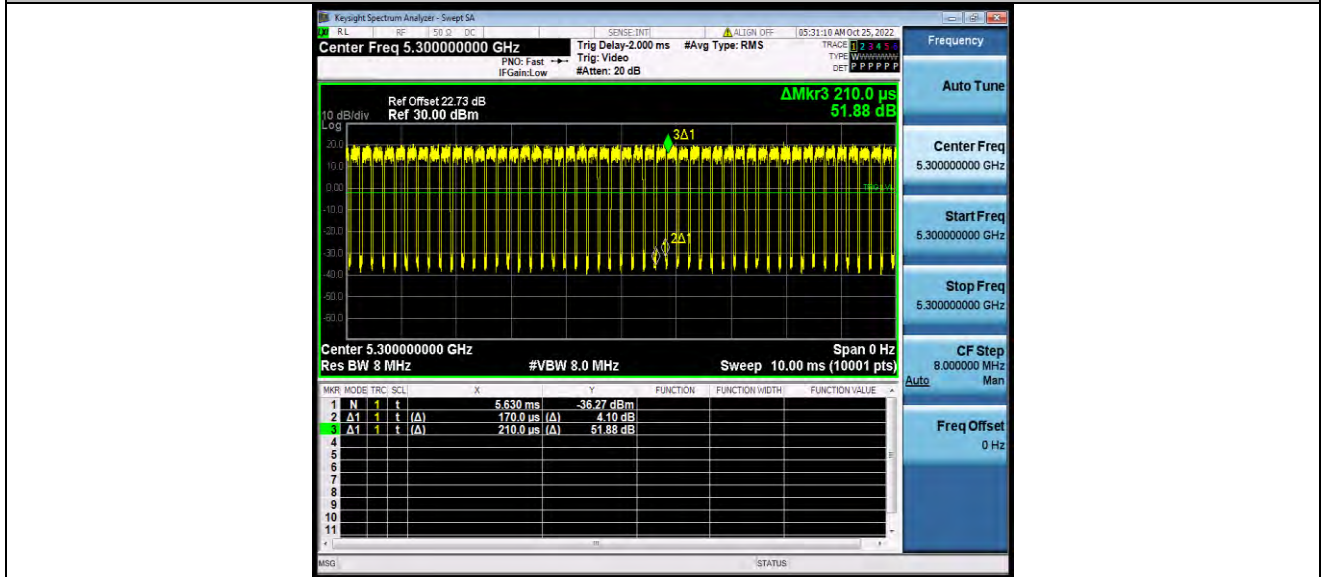 Keysight Spectrum Analyzer - Swept SA
RL RF 50 Ω DC SENSE:INT ALIGN OFF 05:31:10 AM Oct 25, 2022
Center Freq 5.300000000 GHz
PNO: Fast
IFGain:Low
Trig Delay-2.000 ms
Trig: Video
#Atten: 20 dB
#Avg Type: RMS
TRACE 1 2 3 4 5 6
TYPE WWWWWW
DET P P P P P P
Frequency
Ref Offset 22.73 dB
10 dB/div Ref 30.00 dBm
Log
ΔMkr3 210.0 µs
51.88 dB
20.0
10.0
0.00
-10.0
-20.0
-30.0
-40.0
-50.0
-60.0
3Δ1
2Δ1
TRIG LVL
Center 5.300000000 GHz Span 0 Hz
Res BW 8 MHz #VBW 8.0 MHz Sweep 10.00 ms (10001 pts)
MKR MODE TRC SCL X Y FUNCTION FUNCTION WIDTH FUNCTION VALUE
1 N 1 t 5.630 ms -36.27 dBm
2 Δ1 1 t (Δ) 170.0 µs (Δ) 4.10 dB
3 Δ1 1 t (Δ) 210.0 µs (Δ) 51.88 dB
4
5
6
7
8
9
10
11
Auto Tune
Center Freq
5.300000000 GHz
Start Freq
5.300000000 GHz
Stop Freq
5.300000000 GHz
CF Step
8.000000 MHz
Auto Man
Freq Offset
0 Hz
MSG STATUS